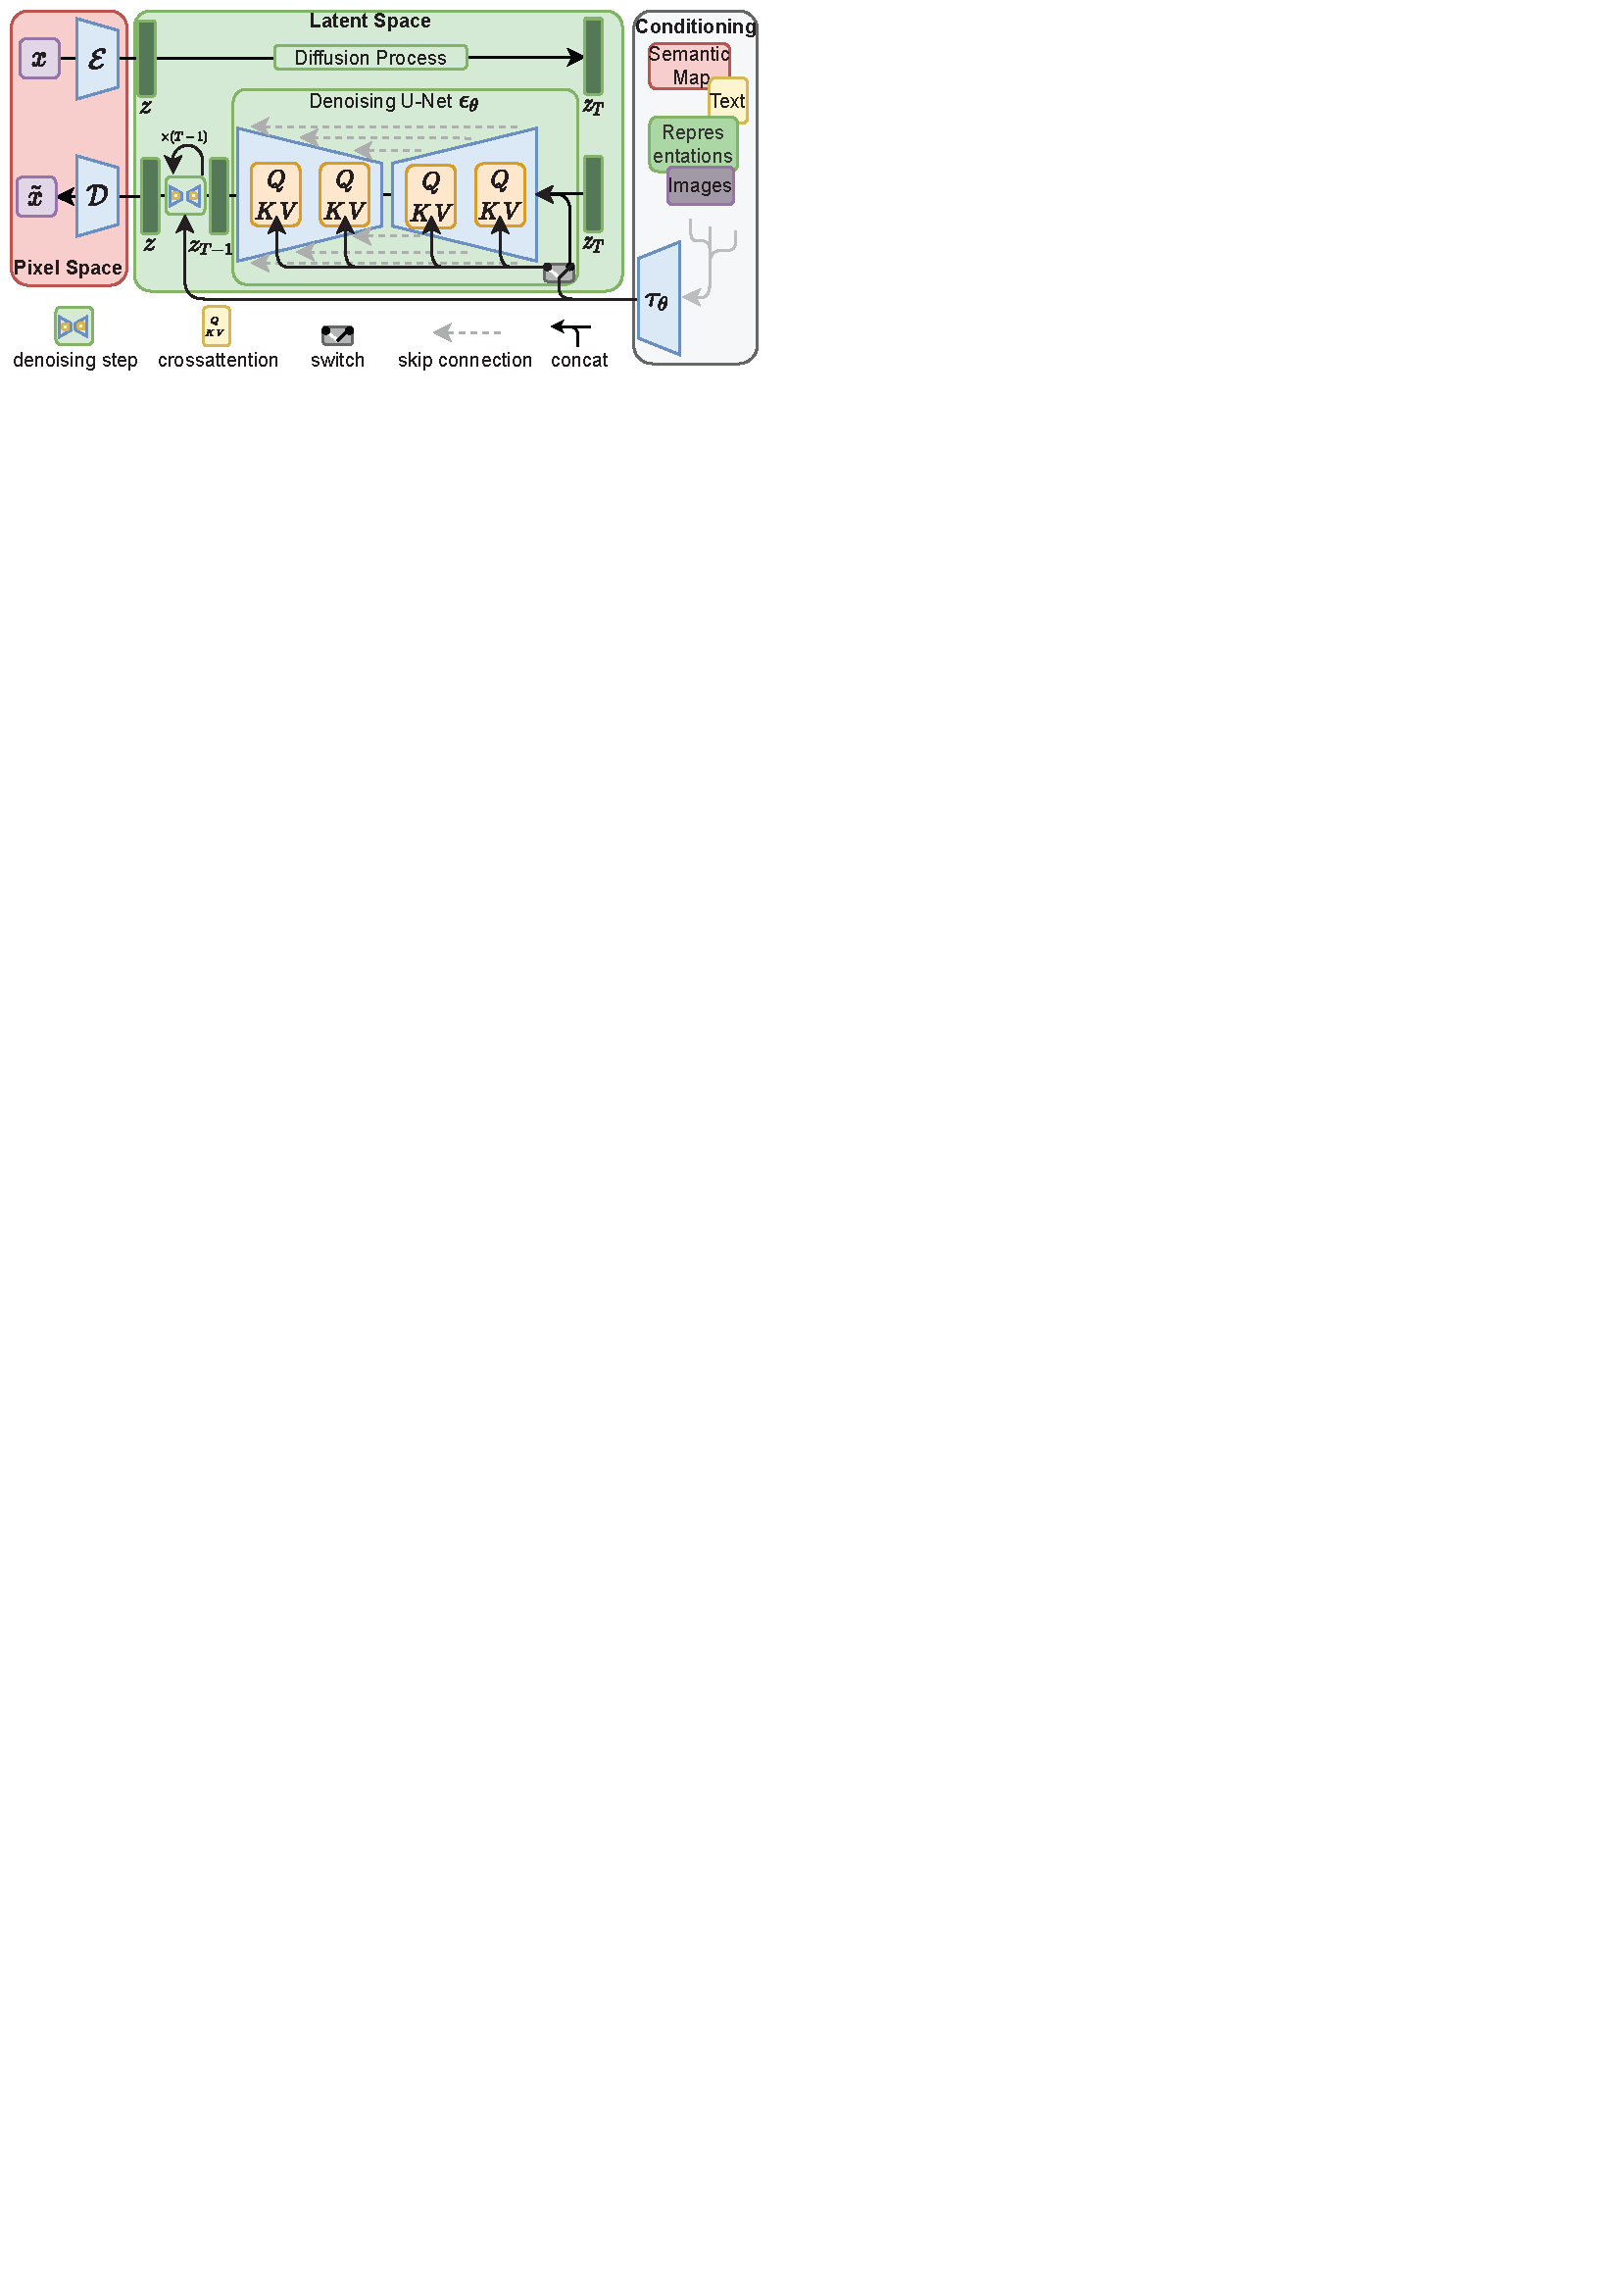 Latent Space
Conditioning
x
ℰ
z
Diffusion Process
z_T
Semantic
Map
Text
Denoising U-Net ϵ_θ
×(T−1)
Repres
entations
Images
x̃
𝒟
z
z_{T−1}
Q
KV
Q
KV
Q
KV
Q
KV
z_T
Pixel Space
τ_θ
Q
KV
denoising step
crossattention
switch
skip connection
concat